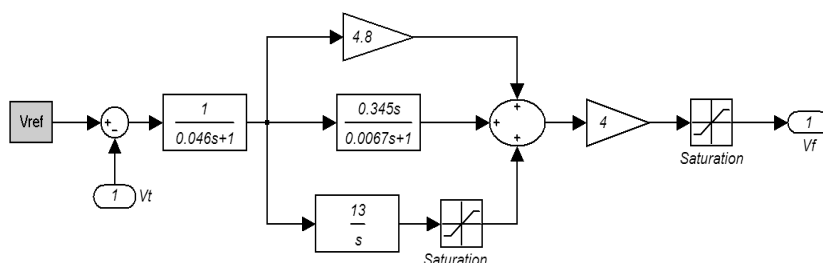 4.8
Vref
+
-
1
0.046s+1
0.345s
0.0067s+1
+
+
+
4
Saturation
1
Vf
1
Vt
13
s
Saturation